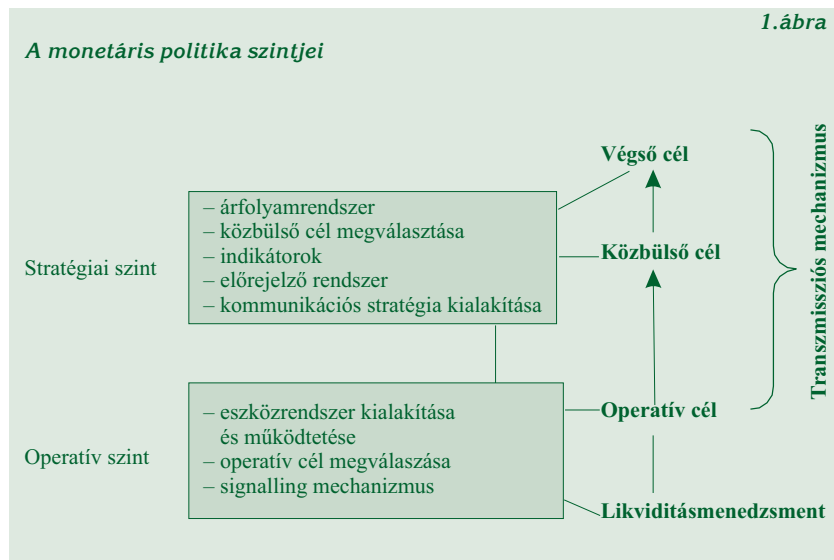 1.ábra
A monetáris politika szintjei
Végső cél
– árfolyamrendszer
– közbülső cél megválasztása
– indikátorok
– előrejelző rendszer
– kommunikációs stratégia kialakítása
Stratégiai szint
Közbülső cél
Transzmissziós mechanizmus
– eszközrendszer kialakítása
és működtetése
– operatív cél megválaszása
– signalling mechanizmus
Operatív szint
Operatív cél
Likviditásmenedzsment